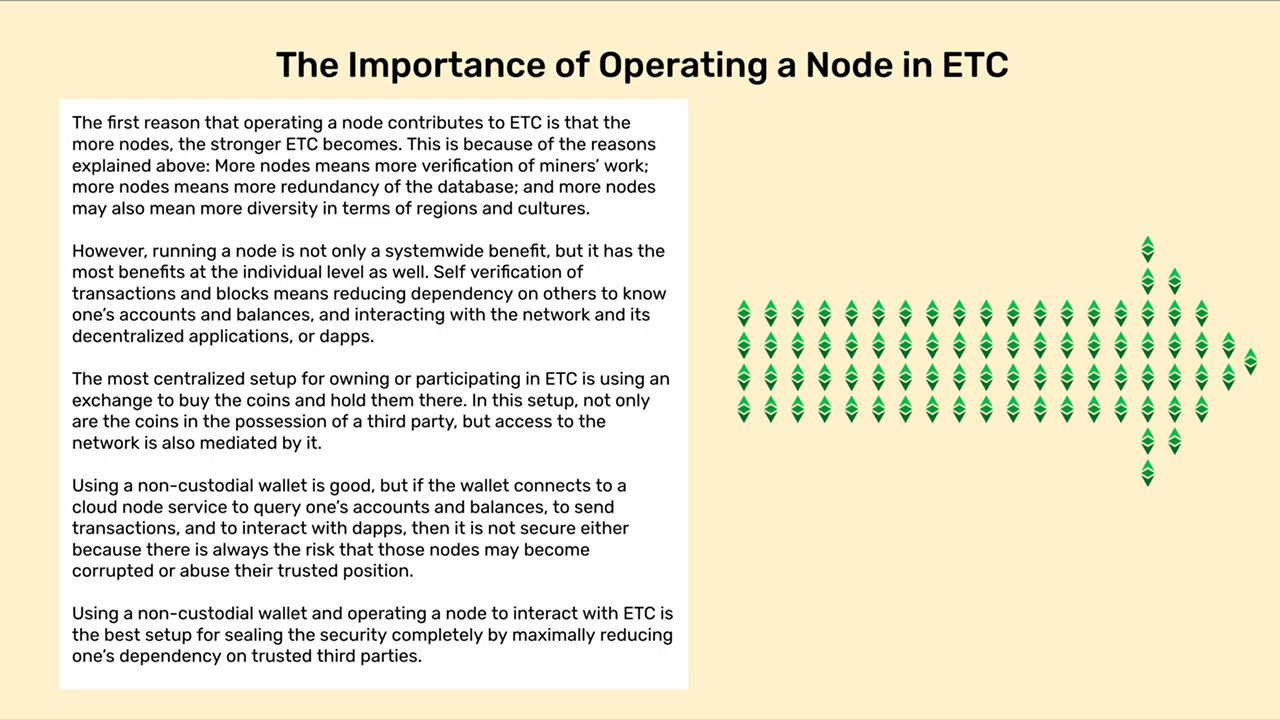 The Importance of Operating a Node in ETC
The first reason that operating a node contributes to ETC is that the
more nodes, the stronger ETC becomes. This is because of the reasons
explained above: More nodes means more verification of miners’ work;
more nodes means more redundancy of the database; and more nodes
may also mean more diversity in terms of regions and cultures.
However, running a node is not only a systemwide benefit, but it has the
most benefits at the individual level as well. Self verification of
transactions and blocks means reducing dependency on others to know
one’s accounts and balances, and interacting with the network and its
decentralized applications, or dapps.
The most centralized setup for owning or participating in ETC is using an
exchange to buy the coins and hold them there. In this setup, not only
are the coins in the possession of a third party, but access to the
network is also mediated by it.
Using a non-custodial wallet is good, but if the wallet connects to a
cloud node service to query one’s accounts and balances, to send
transactions, and to interact with dapps, then it is not secure either
because there is always the risk that those nodes may become
corrupted or abuse their trusted position.
Using a non-custodial wallet and operating a node to interact with ETC is
the best setup for sealing the security completely by maximally reducing
one’s dependency on trusted third parties.